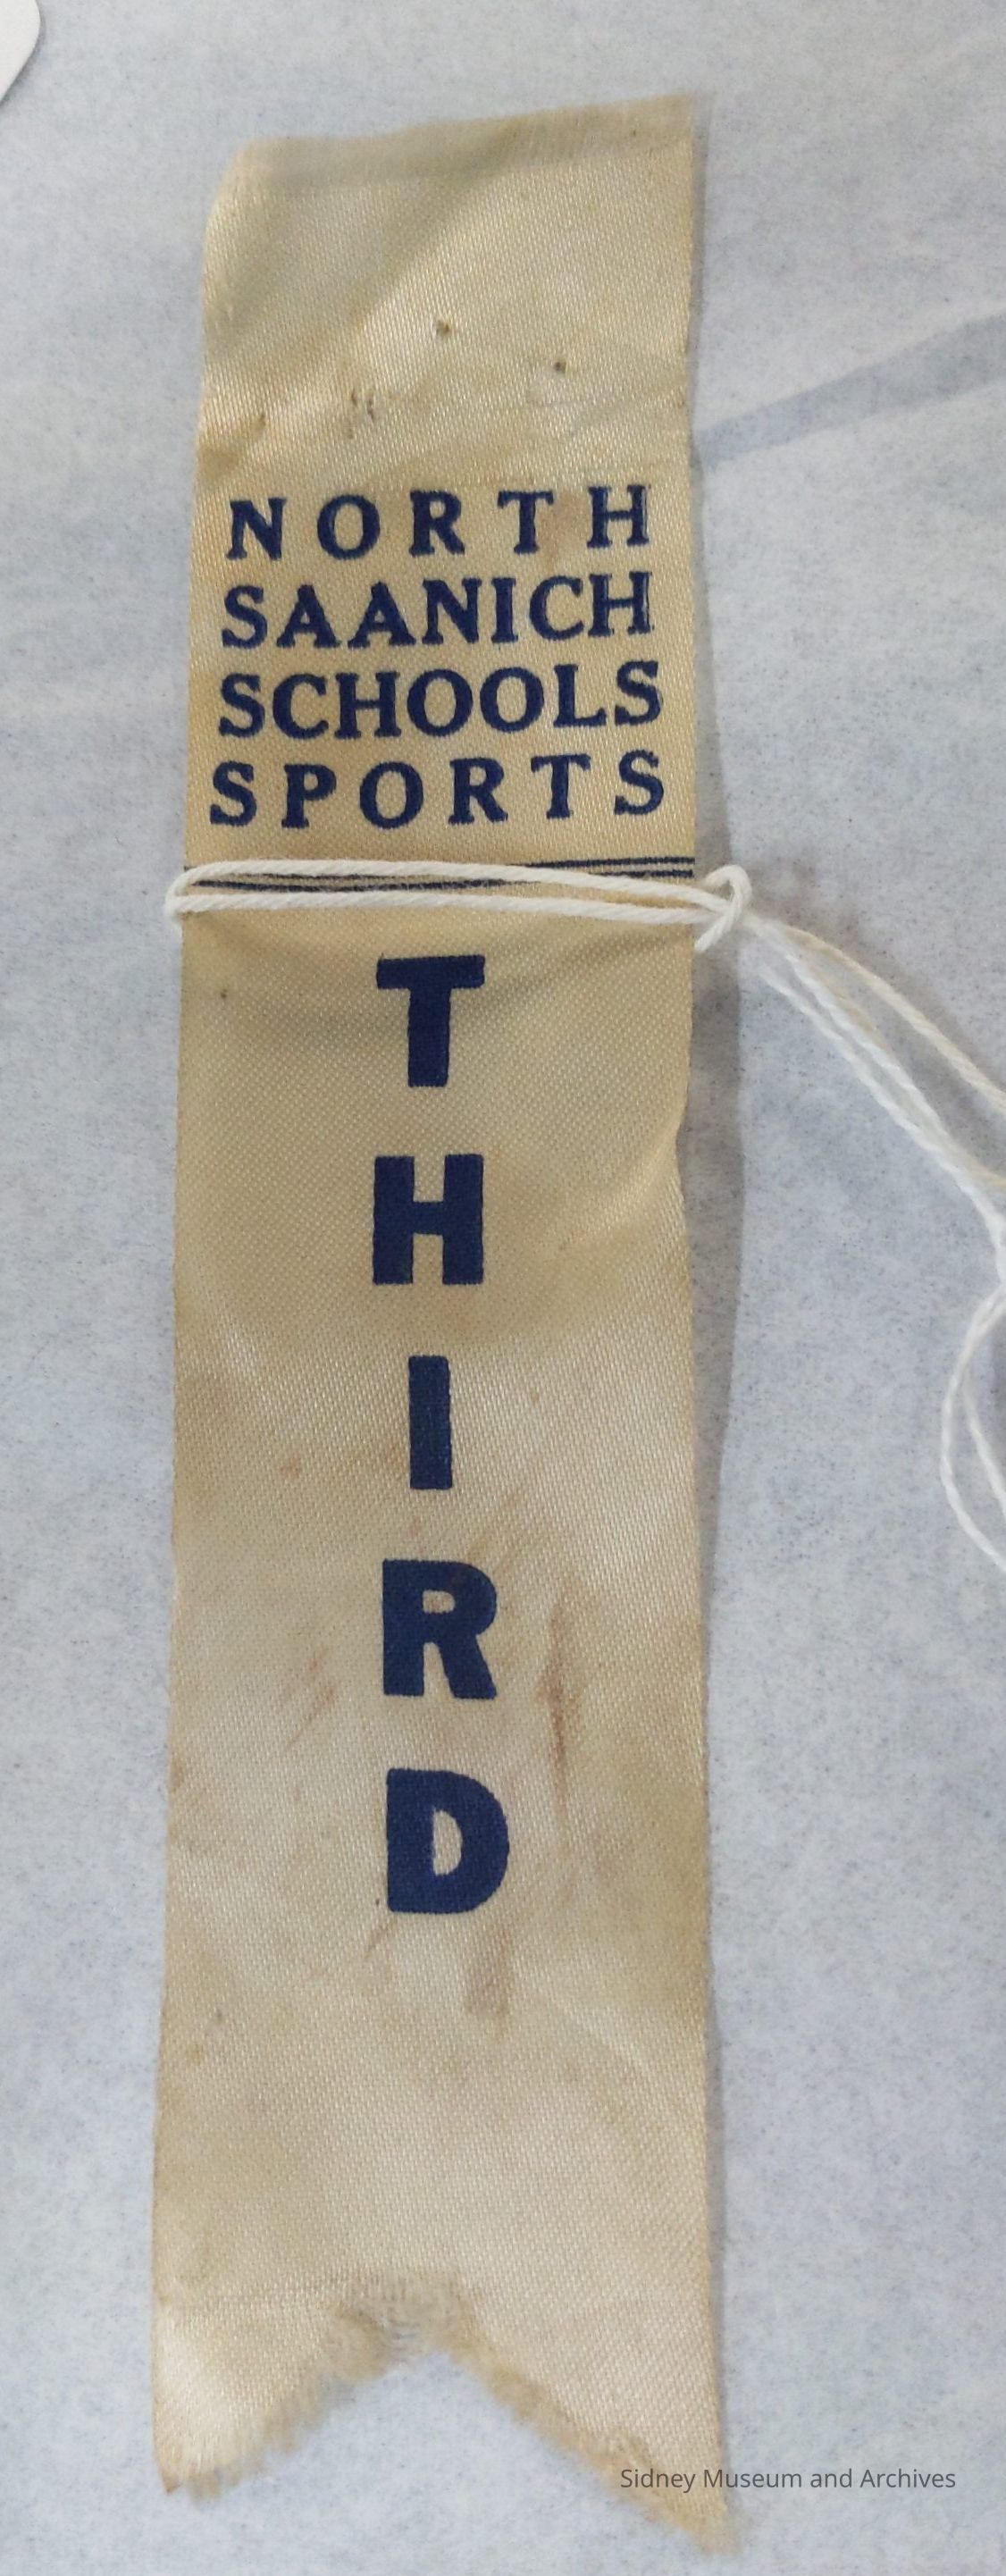 NORTH
SAANICH
SCHOOLS
SPORTS
THIRD
Sidney Museum and Archives